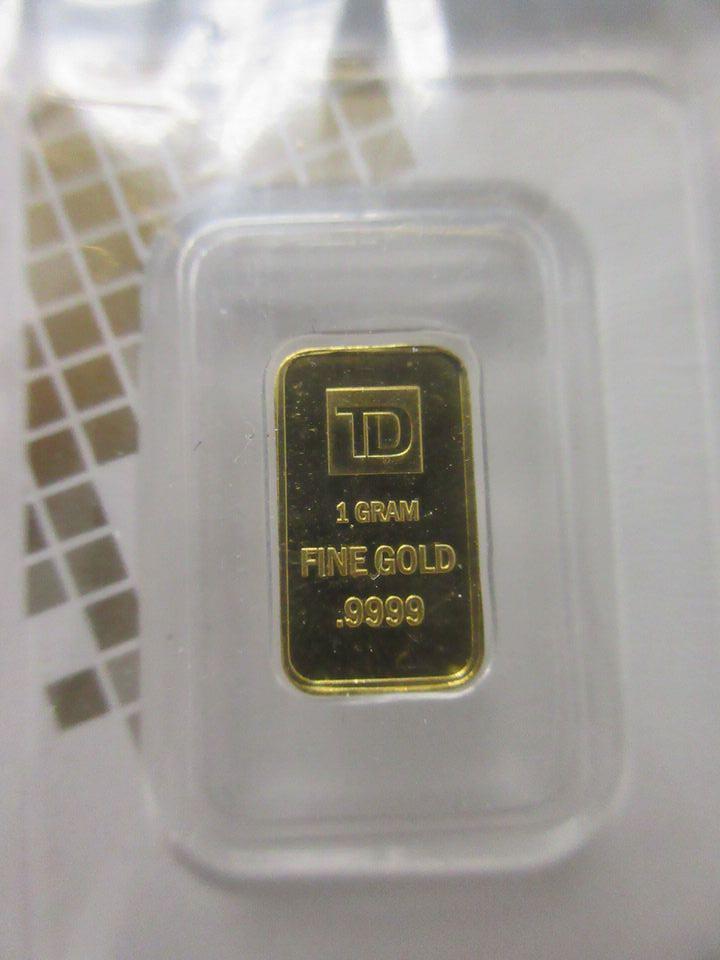 TD
1 GRAM
FINE GOLD
.9999